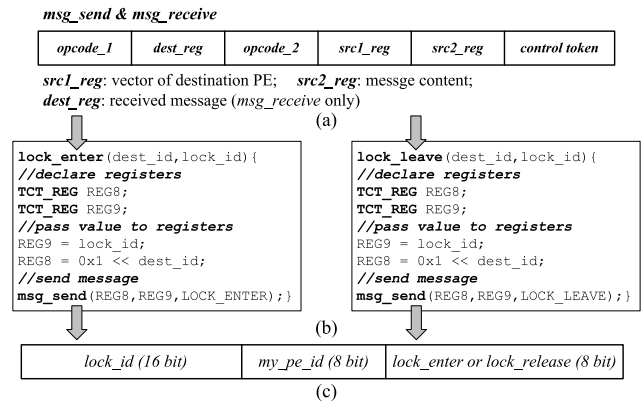 msg_send & msg_receive
opcode_1 dest_reg opcode_2 src1_reg src2_reg control token
src1_reg: vector of destination PE; src2_reg: messge content;
dest_reg: received message (msg_receive only)
(a)
lock_enter(dest_id,lock_id){
//declare registers
TCT_REG REG8;
TCT_REG REG9;
//pass value to registers
REG9 = lock_id;
REG8 = 0x1 << dest_id;
//send message
msg_send(REG8,REG9,LOCK_ENTER);}
lock_leave(dest_id,lock_id){
//declare registers
TCT_REG REG8;
TCT_REG REG9;
//pass value to registers
REG9 = lock_id;
REG8 = 0x1 << dest_id;
//send message
msg_send(REG8,REG9,LOCK_LEAVE);}
(b)
lock_id (16 bit) my_pe_id (8 bit) lock_enter or lock_release (8 bit)
(c)